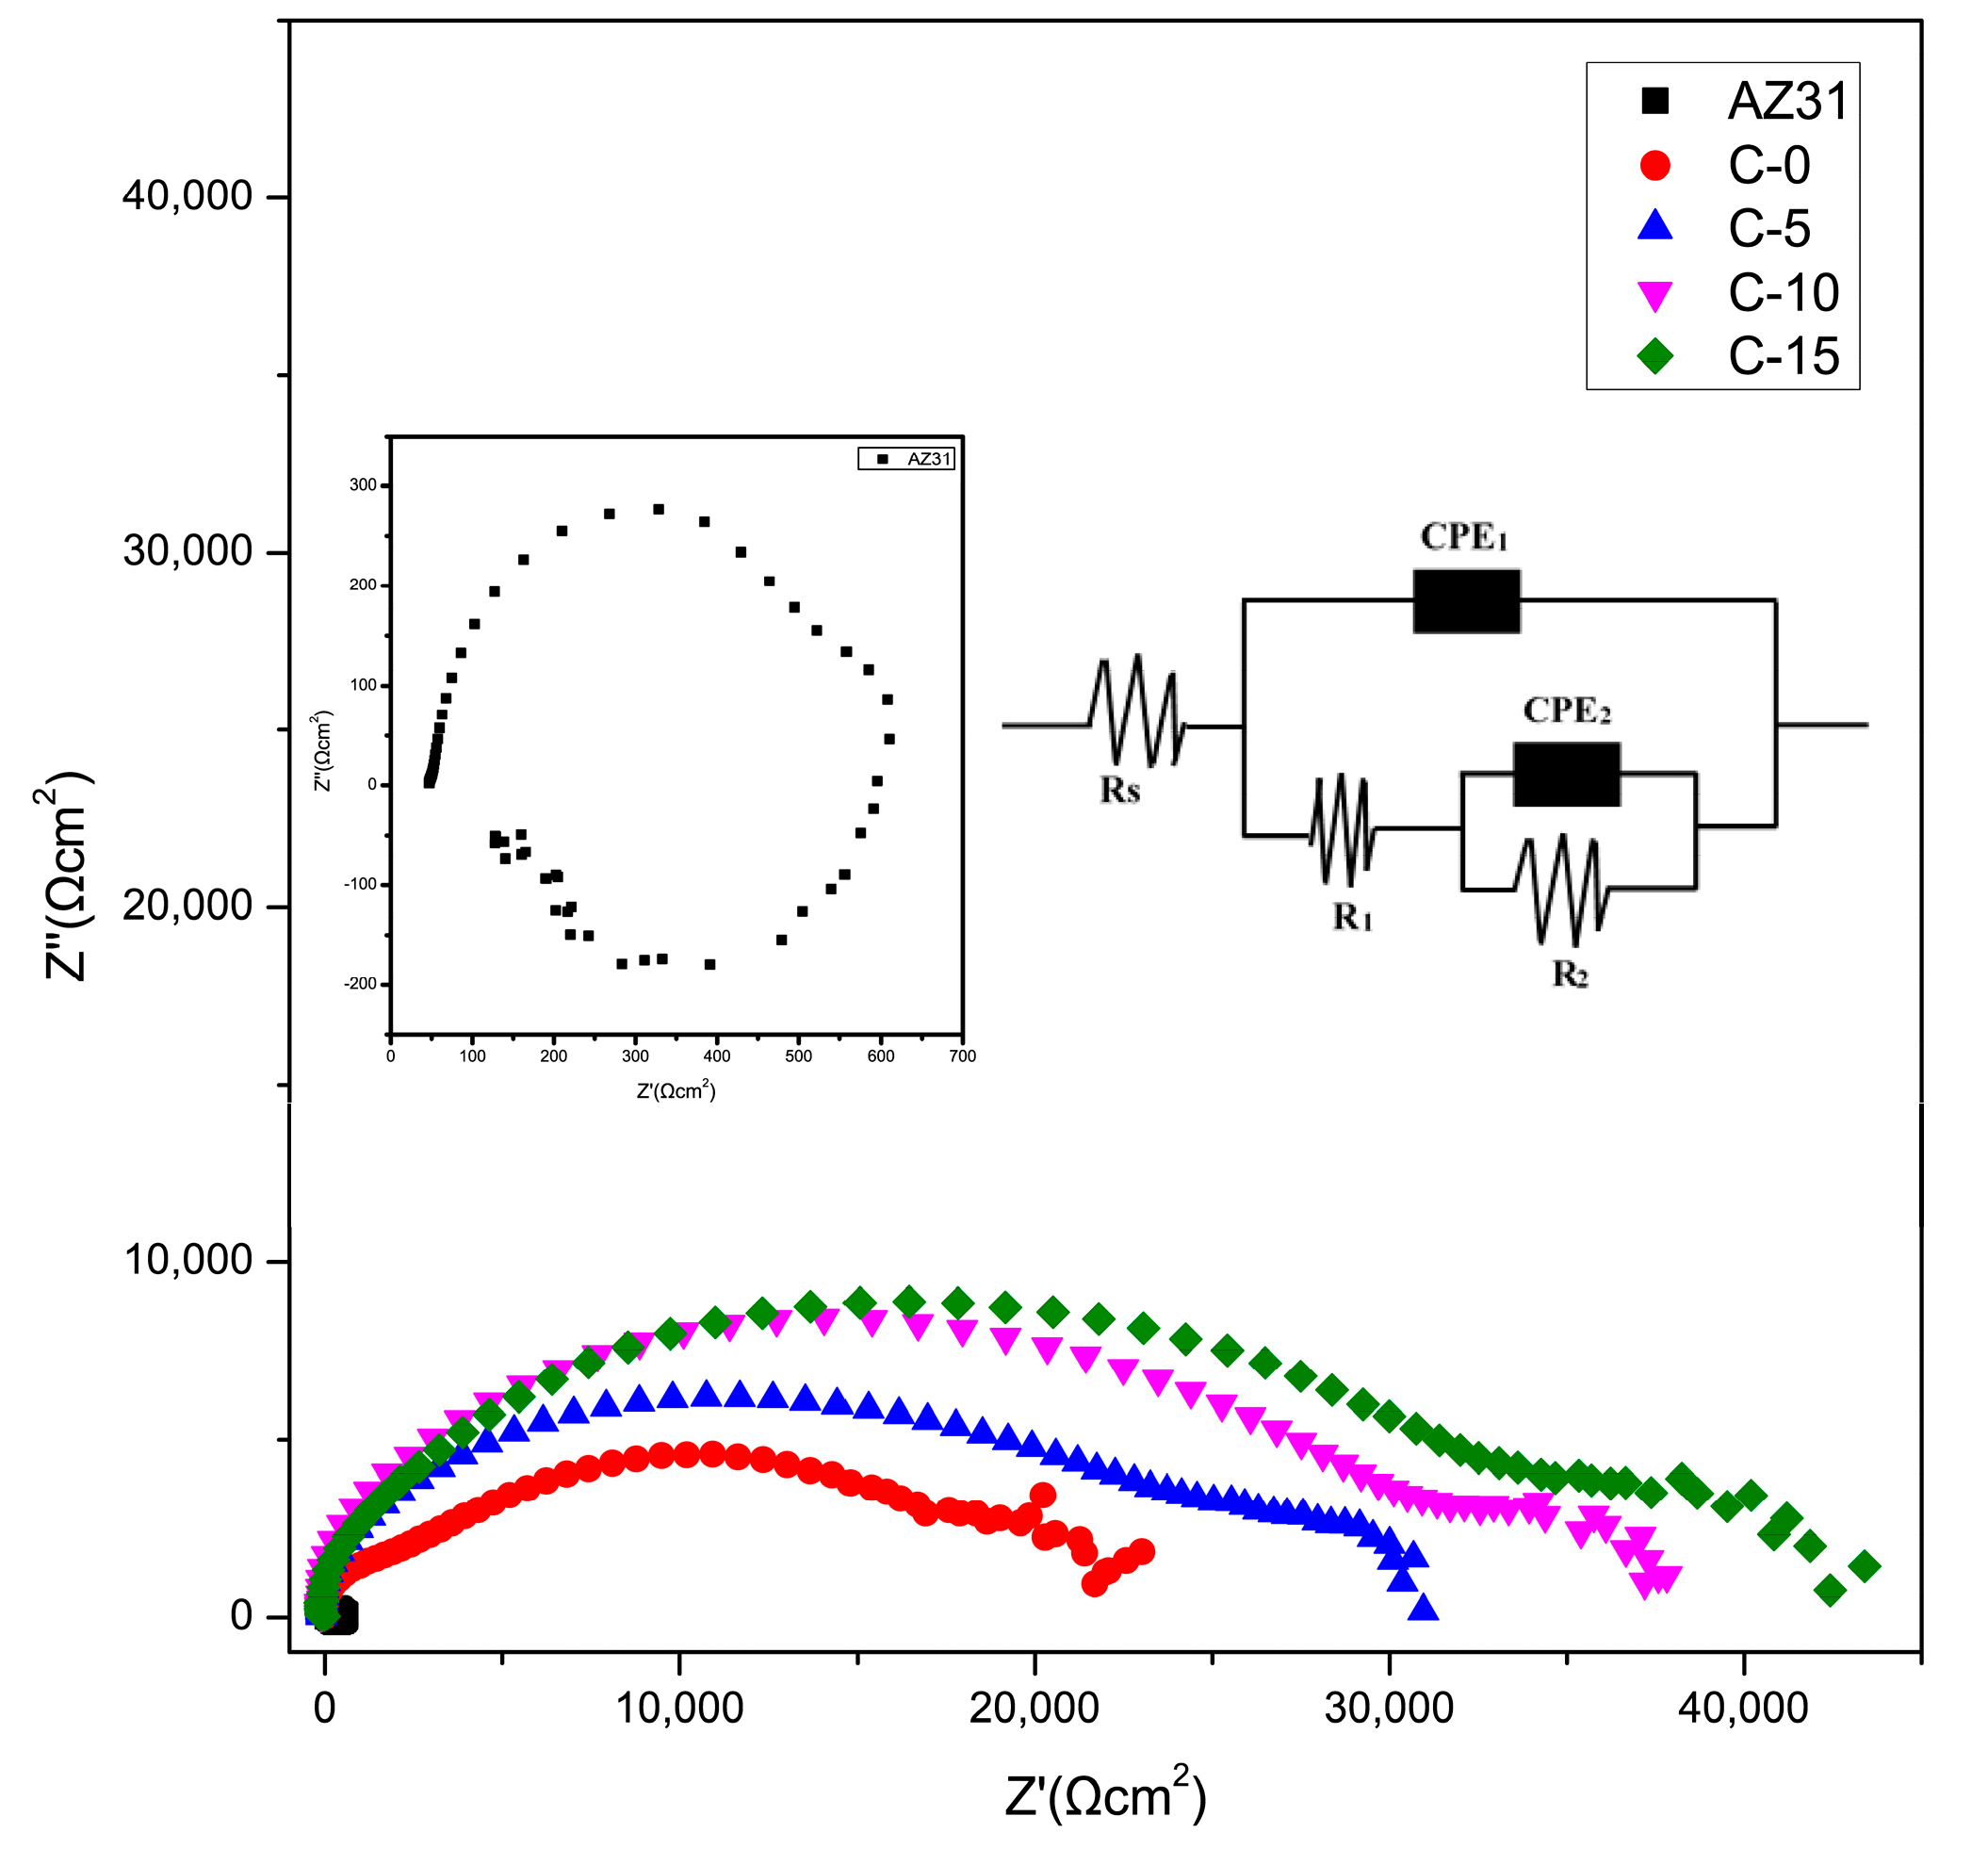 AZ31
C-0
C-5
C-10
C-15
40,000
30,000
20,000
10,000
0
Z"(Ωcm²)
AZ31
300
200
100
0
-100
-200
Z"(Ωcm²)
0 100 200 300 400 500 600 700
Z'(Ωcm²)
CPE₁
CPE₂
Rs
R₁
R₂
0 10,000 20,000 30,000 40,000
Z'(Ωcm²)